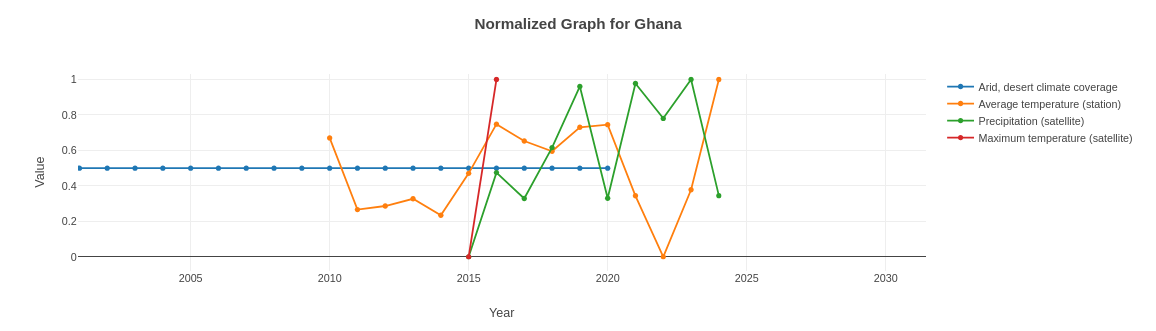 Normalized Graph for Ghana
1
0.8
0.6
0.4
0.2
0
Value
2005
2010
2015
2020
2025
2030
Year
Arid, desert climate coverage
Average temperature (station)
Precipitation (satellite)
Maximum temperature (satellite)